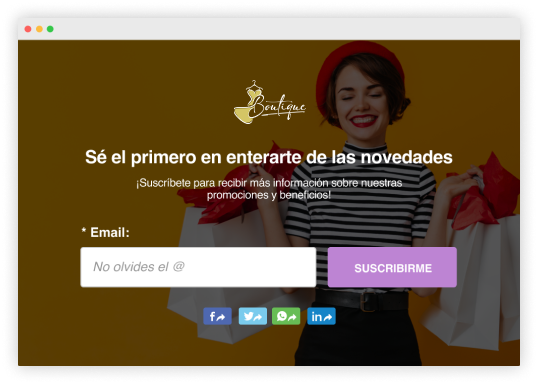 Boutique
Sé el primero en enterarte de las novedades
¡Suscríbete para recibir más información sobre nuestras
promociones y beneficios!
* Email:
No olvides el @
SUSCRIBIRME